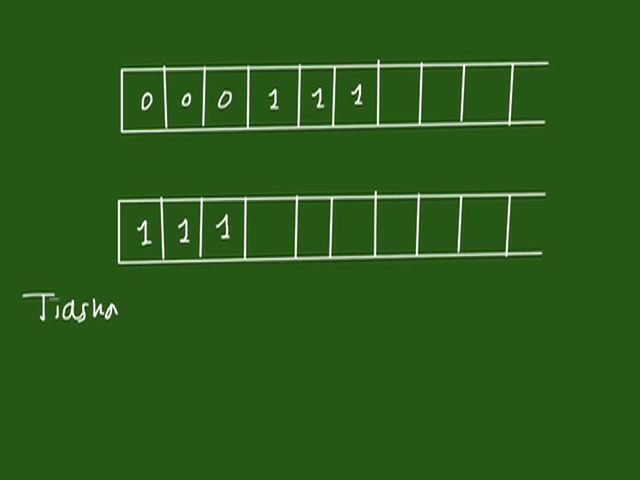 0 0 0 1 1 1
1 1 1
Tiasha